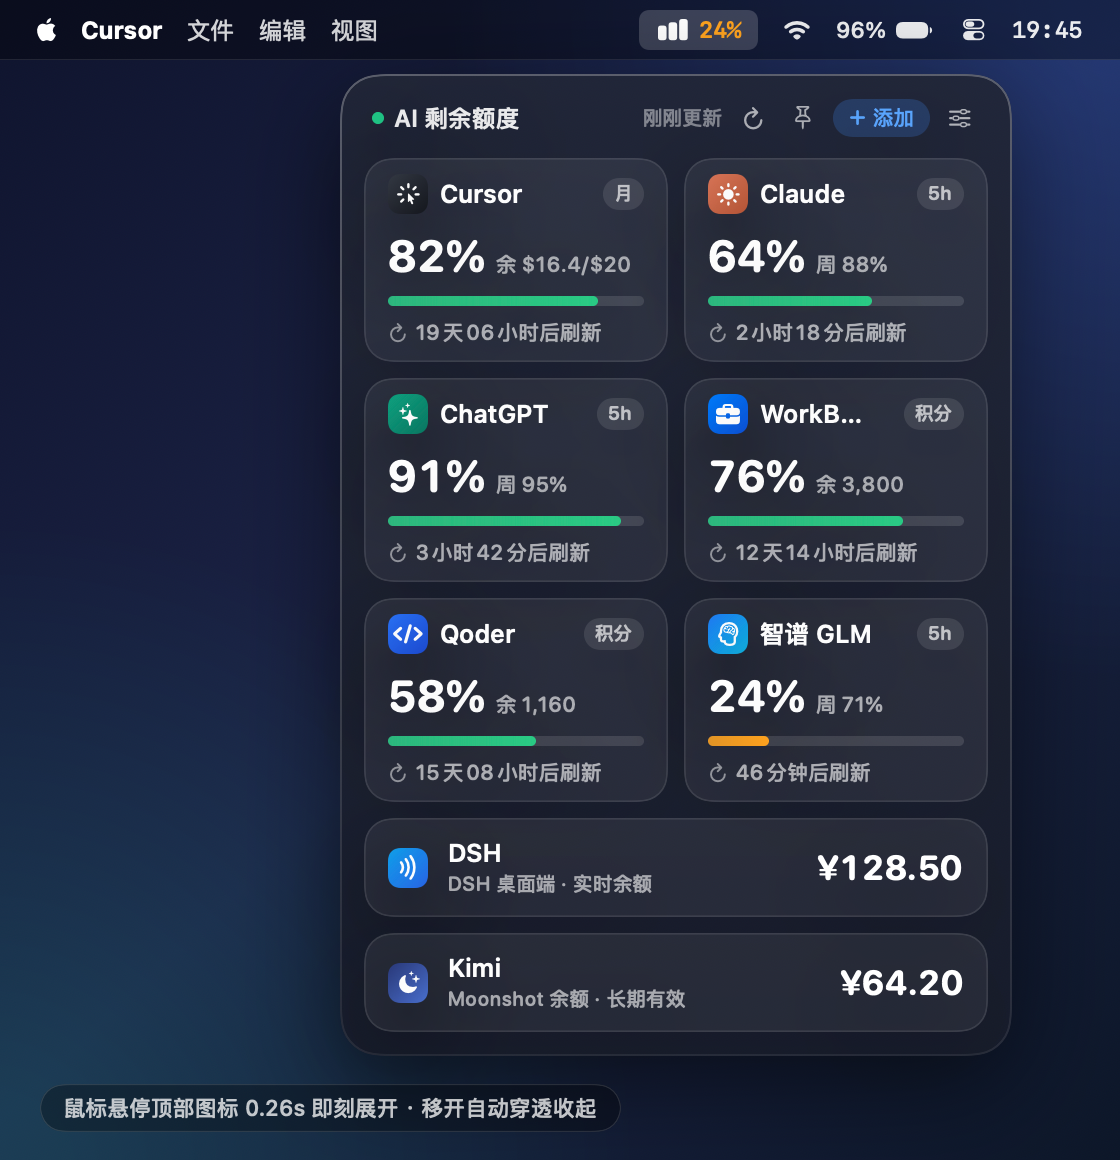 Cursor 文件 编辑 视图 24% 96% 19:45
AI 剩余额度 刚刚更新 + 添加
Cursor 月
82% 余 $16.4/$20
19天06小时后刷新
Claude 5h
64% 周 88%
2小时18分后刷新
ChatGPT 5h
91% 周 95%
3小时42分后刷新
WorkB... 积分
76% 余 3,800
12天14小时后刷新
Qoder 积分
58% 余 1,160
15天08小时后刷新
智谱 GLM 5h
24% 周 71%
46分钟后刷新
DSH
DSH 桌面端 · 实时余额
¥128.50
Kimi
Moonshot 余额 · 长期有效
¥64.20
鼠标悬停顶部图标 0.26s 即刻展开 · 移开自动穿透收起